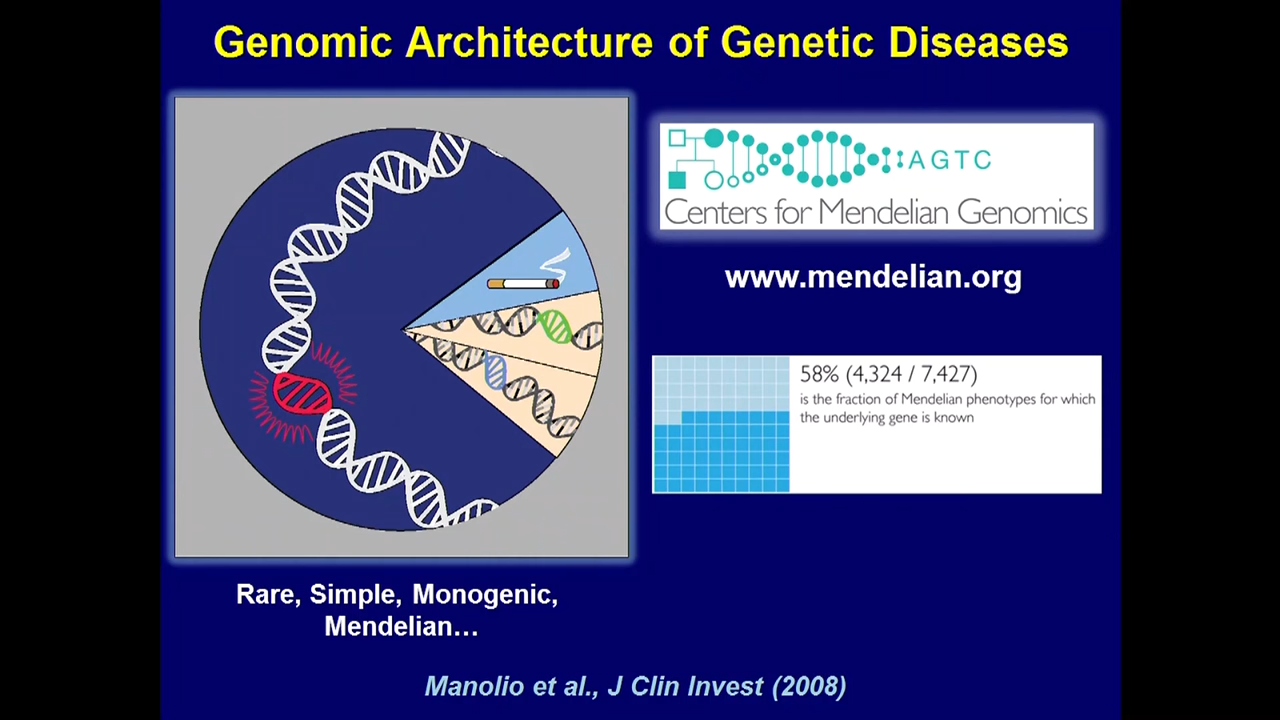 Genomic Architecture of Genetic Diseases
AGTC
Centers for Mendelian Genomics
www.mendelian.org
58% (4,324 / 7,427)
is the fraction of Mendelian phenotypes for which
the underlying gene is known
Rare, Simple, Monogenic,
Mendelian…
Manolio et al., J Clin Invest (2008)